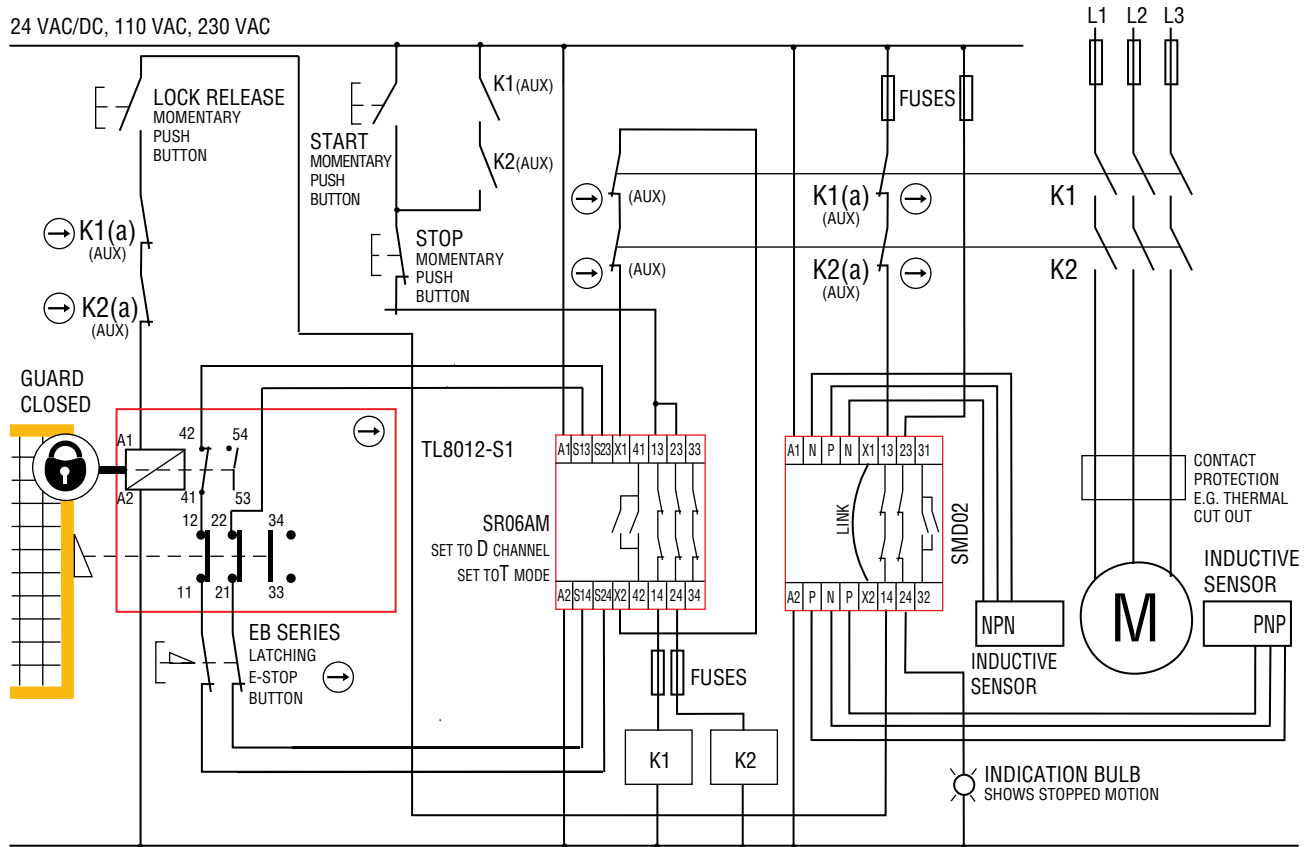 24 VAC/DC, 110 VAC, 230 VAC
L1 L2 L3
LOCK RELEASE
MOMENTARY
PUSH
BUTTON
START
MOMENTARY
PUSH
BUTTON
K1(AUX)
K2(AUX)
STOP
MOMENTARY
PUSH
BUTTON
(AUX)
(AUX)
FUSES
K1(a)
(AUX)
K2(a)
(AUX)
K1
K2
K1(a)
(AUX)
K2(a)
(AUX)
GUARD
CLOSED
A1
A2
42 54
41 53
12 22 34
11 21 33
TL8012-S1
A1 S13 S23 X1 41 13 23 33
SR06AM
SET TO D CHANNEL
SET TO T MODE
A2 S14 S24 X2 42 14 24 34
A1 N P N X1 13 23 31
LINK
SMD02
A2 P N P X2 14 24 32
CONTACT
PROTECTION
E.G. THERMAL
CUT OUT
M
NPN
INDUCTIVE
SENSOR
INDUCTIVE
SENSOR
PNP
EB SERIES
LATCHING
E-STOP
BUTTON
FUSES
K1
K2
INDICATION BULB
SHOWS STOPPED MOTION